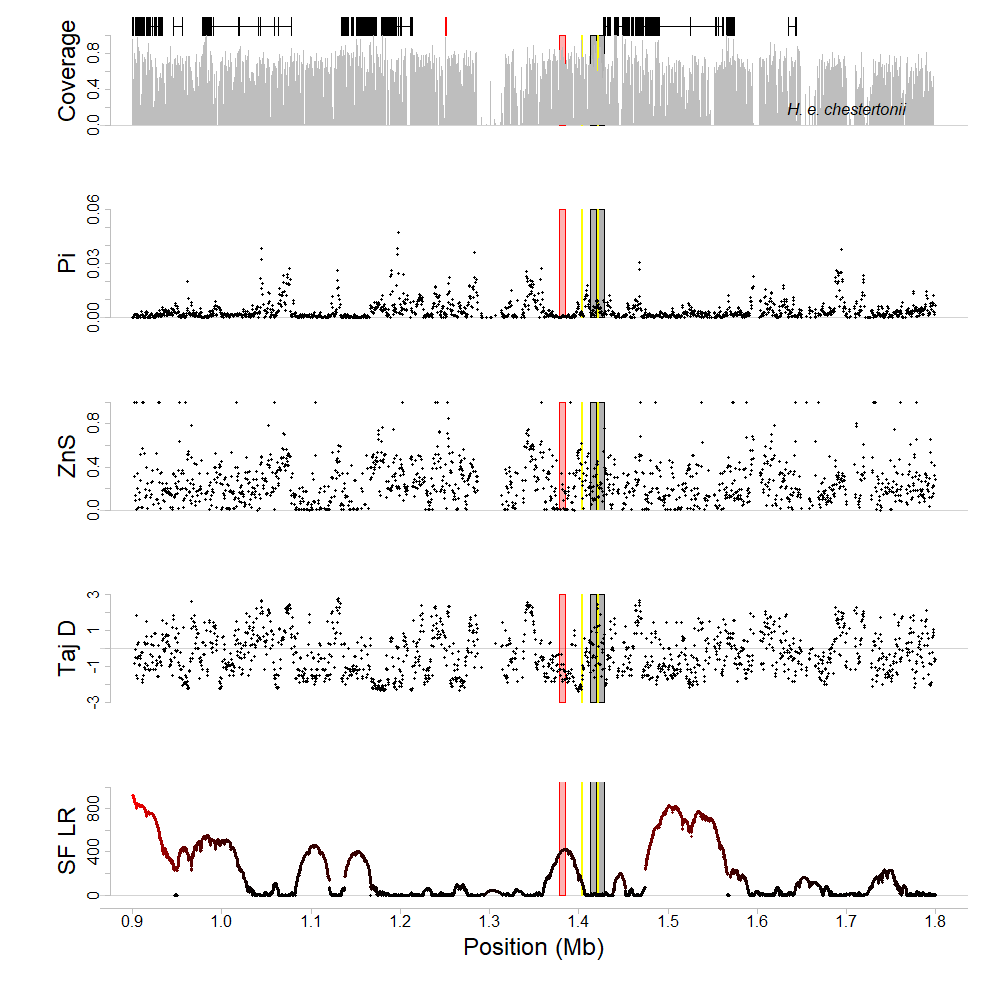 Coverage
0.0 0.4 0.8
H. e. chestertonii
Pi
0.00 0.03 0.06
ZnS
0.0 0.4 0.8
Taj D
-3 -1 1 3
SF LR
0 400 800
0.9 1.0 1.1 1.2 1.3 1.4 1.5 1.6 1.7 1.8
Position (Mb)